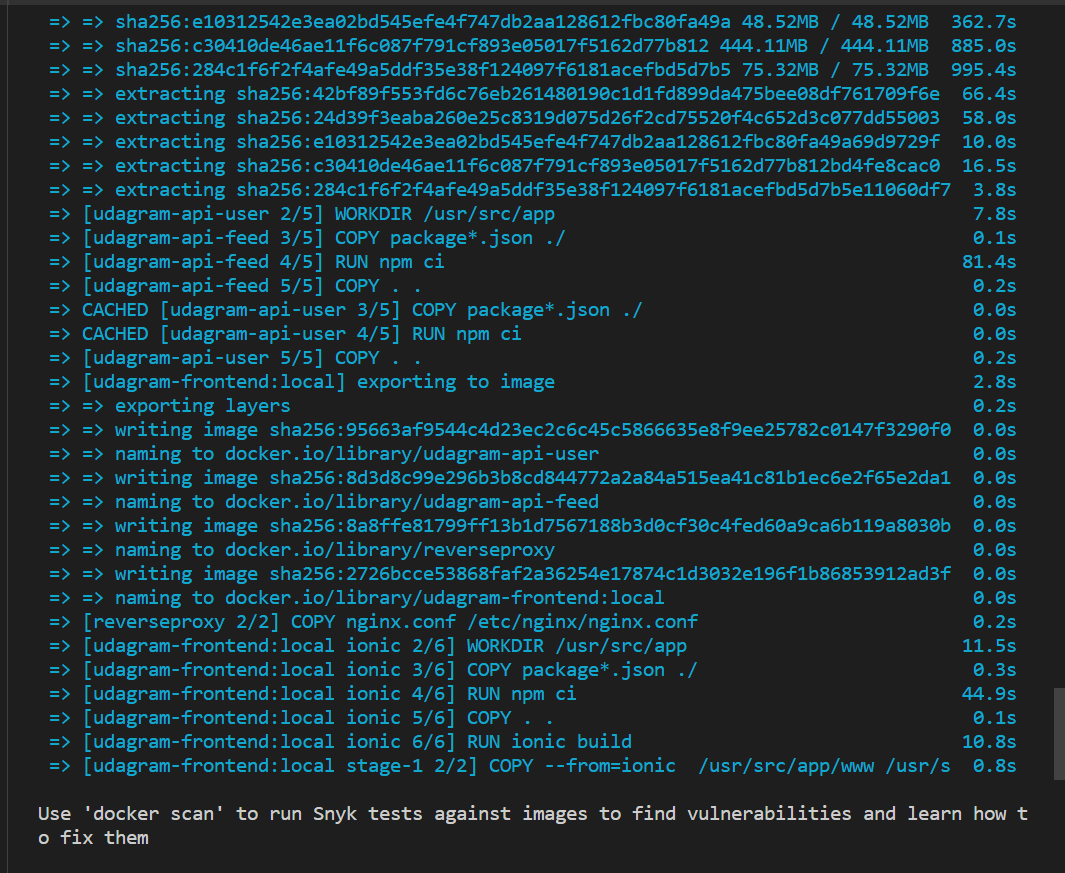 => => sha256:e10312542e3ea02bd545efe4f747db2aa128612fbc80fa49a 48.52MB / 48.52MB 362.7s
=> => sha256:c30410de46ae11f6c087f791cf893e05017f5162d77b812 444.11MB / 444.11MB 885.0s
=> => sha256:284c1f6f2f4afe49a5ddf35e38f124097f6181acefbd5d7b5 75.32MB / 75.32MB 995.4s
=> => extracting sha256:42bf89f553fd6c76eb261480190c1d1fd899da475bee08df761709f6e 66.4s
=> => extracting sha256:24d39f3eaba260e25c8319d075d26f2cd75520f4c652d3c077dd55003 58.0s
=> => extracting sha256:e10312542e3ea02bd545efe4f747db2aa128612fbc80fa49a69d9729f 10.0s
=> => extracting sha256:c30410de46ae11f6c087f791cf893e05017f5162d77b812bd4fe8cac0 16.5s
=> => extracting sha256:284c1f6f2f4afe49a5ddf35e38f124097f6181acefbd5d7b5e11060df7 3.8s
=> [udagram-api-user 2/5] WORKDIR /usr/src/app 7.8s
=> [udagram-api-feed 3/5] COPY package*.json ./ 0.1s
=> [udagram-api-feed 4/5] RUN npm ci 81.4s
=> [udagram-api-feed 5/5] COPY . . 0.2s
=> CACHED [udagram-api-user 3/5] COPY package*.json ./ 0.0s
=> CACHED [udagram-api-user 4/5] RUN npm ci 0.0s
=> [udagram-api-user 5/5] COPY . . 0.2s
=> [udagram-frontend:local] exporting to image 2.8s
=> => exporting layers 0.2s
=> => writing image sha256:95663af9544c4d23ec2c6c45c5866635e8f9ee25782c0147f3290f0 0.0s
=> => naming to docker.io/library/udagram-api-user 0.0s
=> => writing image sha256:8d3d8c99e296b3b8cd844772a2a84a515ea41c81b1ec6e2f65e2da1 0.0s
=> => naming to docker.io/library/udagram-api-feed 0.0s
=> => writing image sha256:8a8ffe81799ff13b1d7567188b3d0cf30c4fed60a9ca6b119a8030b 0.0s
=> => naming to docker.io/library/reverseproxy 0.0s
=> => writing image sha256:2726bcce53868faf2a36254e17874c1d3032e196f1b86853912ad3f 0.0s
=> => naming to docker.io/library/udagram-frontend:local 0.0s
=> [reverseproxy 2/2] COPY nginx.conf /etc/nginx/nginx.conf 0.2s
=> [udagram-frontend:local ionic 2/6] WORKDIR /usr/src/app 11.5s
=> [udagram-frontend:local ionic 3/6] COPY package*.json ./ 0.3s
=> [udagram-frontend:local ionic 4/6] RUN npm ci 44.9s
=> [udagram-frontend:local ionic 5/6] COPY . . 0.1s
=> [udagram-frontend:local ionic 6/6] RUN ionic build 10.8s
=> [udagram-frontend:local stage-1 2/2] COPY --from=ionic  /usr/src/app/www /usr/s 0.8s
Use 'docker scan' to run Snyk tests against images to find vulnerabilities and learn how t
o fix them